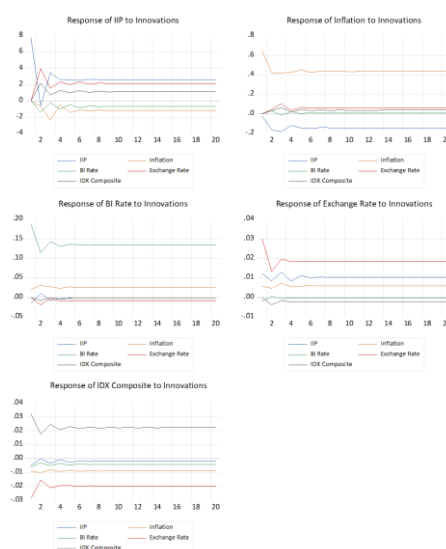 Response of IIP to Innovations
8
6
4
2
0
-2
-4
2 4 6 8 10 12 14 16 18 20
IIP Inflation
BI Rate Exchange Rate
IDX Composite
Response of Inflation to Innovations
.8
.6
.4
.2
.0
-.2
2 4 6 8 10 12 14 16 18
IIP Inflation
BI Rate Exchange Rate
IDX Composite
Response of BI Rate to Innovations
.20
.15
.10
.05
.00
-.05
2 4 6 8 10 12 14 16 18 20
IIP Inflation
BI Rate Exchange Rate
IDX Composite
Response of Exchange Rate to Innovations
.04
.03
.02
.01
.00
-.01
2 4 6 8 10 12 14 16 18
IIP Inflation
BI Rate Exchange Rate
IDX Composite
Response of IDX Composite to Innovations
.04
.03
.02
.01
.00
-.01
-.02
-.03
2 4 6 8 10 12 14 16 18 20
IIP Inflation
BI Rate Exchange Rate
IDX Composite